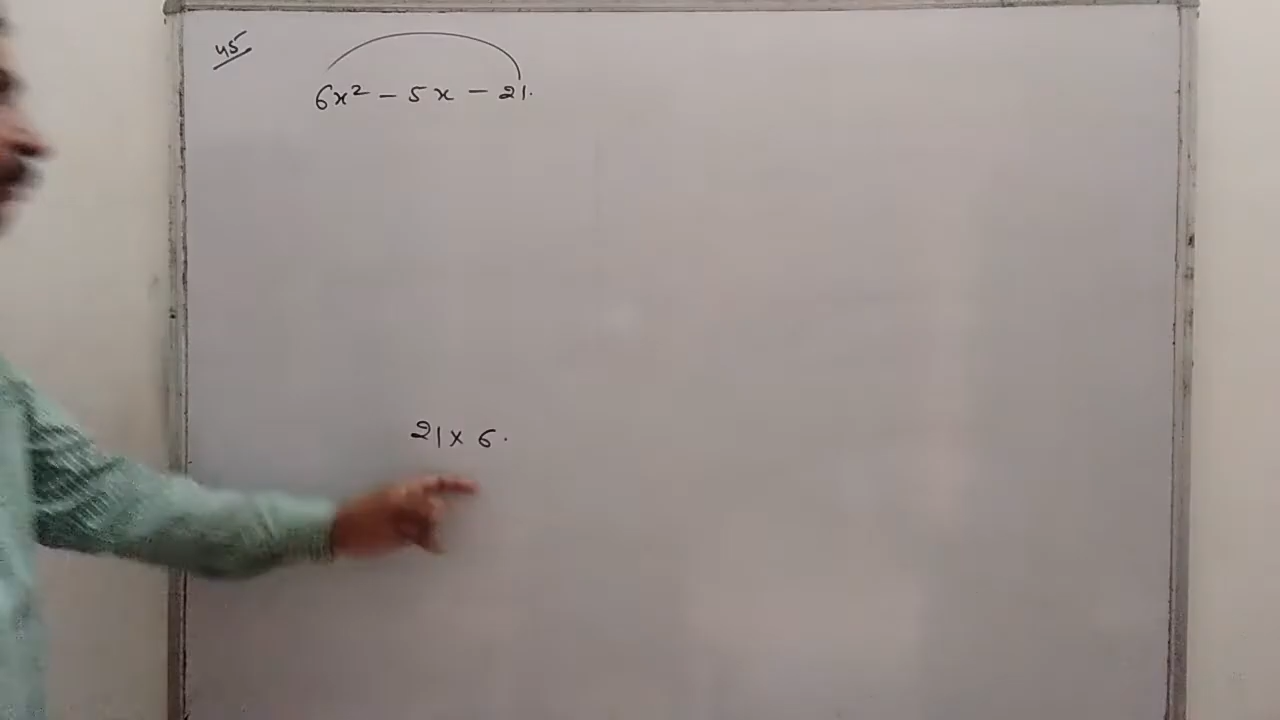 45
6x² - 5x - 21.
21 x 6.